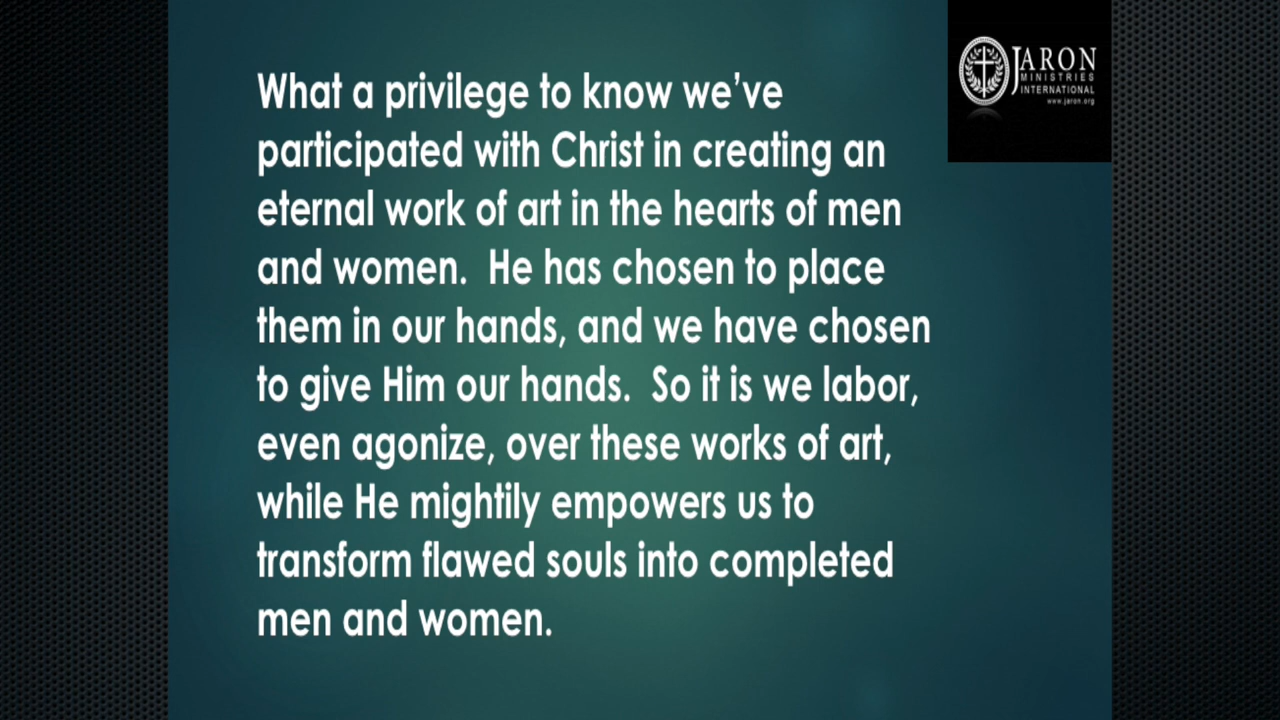 JARON
MINISTRIES
INTERNATIONAL
www.jaron.org
What a privilege to know we’ve
participated with Christ in creating an
eternal work of art in the hearts of men
and women.  He has chosen to place
them in our hands, and we have chosen
to give Him our hands.  So it is we labor,
even agonize, over these works of art,
while He mightily empowers us to
transform flawed souls into completed
men and women.